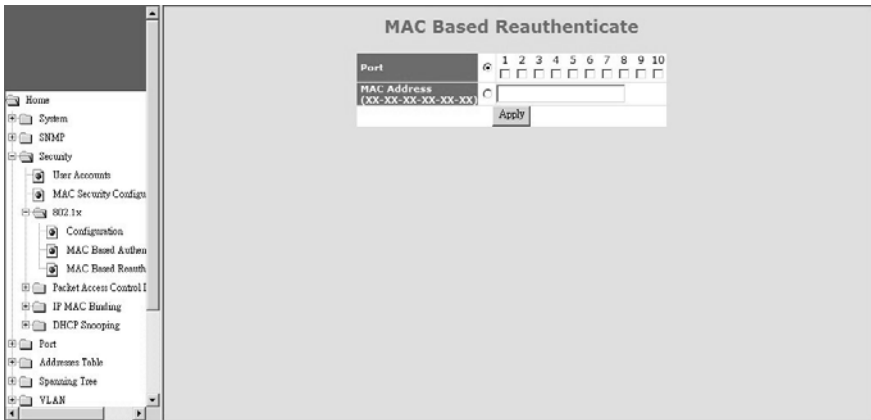 MAC Based Reauthenticate
Port
1 2 3 4 5 6 7 8 9 10
MAC Address
(XX-XX-XX-XX-XX-XX)
Apply
Home
System
SNMP
Security
User Accounts
MAC Security Configu
802.1x
Configuration
MAC Based Authen
MAC Based Reauth
Packet Access Control
IP MAC Binding
DHCP Snooping
Port
Addresses Table
Spanning Tree
VLAN